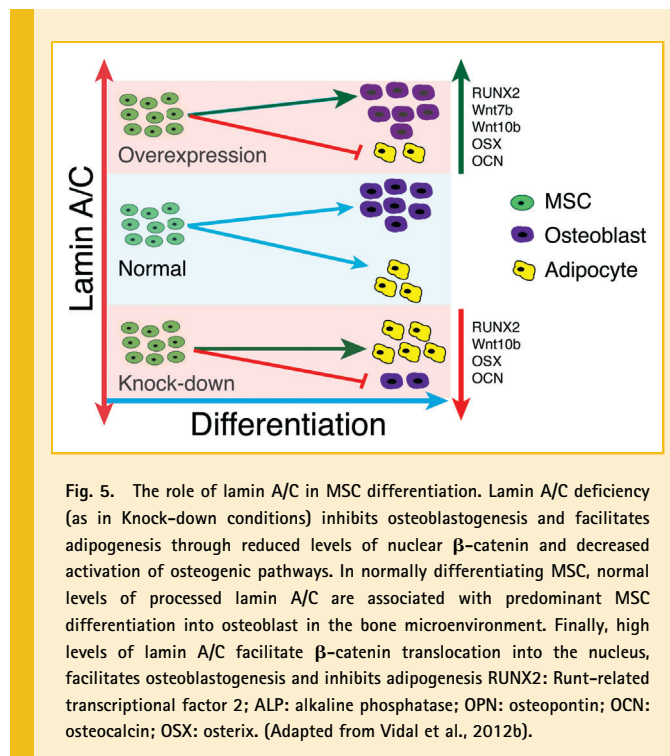 RUNX2
Wnt7b
Wnt10b
OSX
OCN
Overexpression
MSC
Osteoblast
Adipocyte
Lamin A/C
Normal
RUNX2
Wnt10b
OSX
OCN
Knock-down
Differentiation
Fig. 5. The role of lamin A/C in MSC differentiation. Lamin A/C deficiency
(as in Knock-down conditions) inhibits osteoblastogenesis and facilitates
adipogenesis through reduced levels of nuclear β-catenin and decreased
activation of osteogenic pathways. In normally differentiating MSC, normal
levels of processed lamin A/C are associated with predominant MSC
differentiation into osteoblast in the bone microenvironment. Finally, high
levels of lamin A/C facilitate β-catenin translocation into the nucleus,
facilitates osteoblastogenesis and inhibits adipogenesis RUNX2: Runt-related
transcriptional factor 2; ALP: alkaline phosphatase; OPN: osteopontin; OCN:
osteocalcin; OSX: osterix. (Adapted from Vidal et al., 2012b).